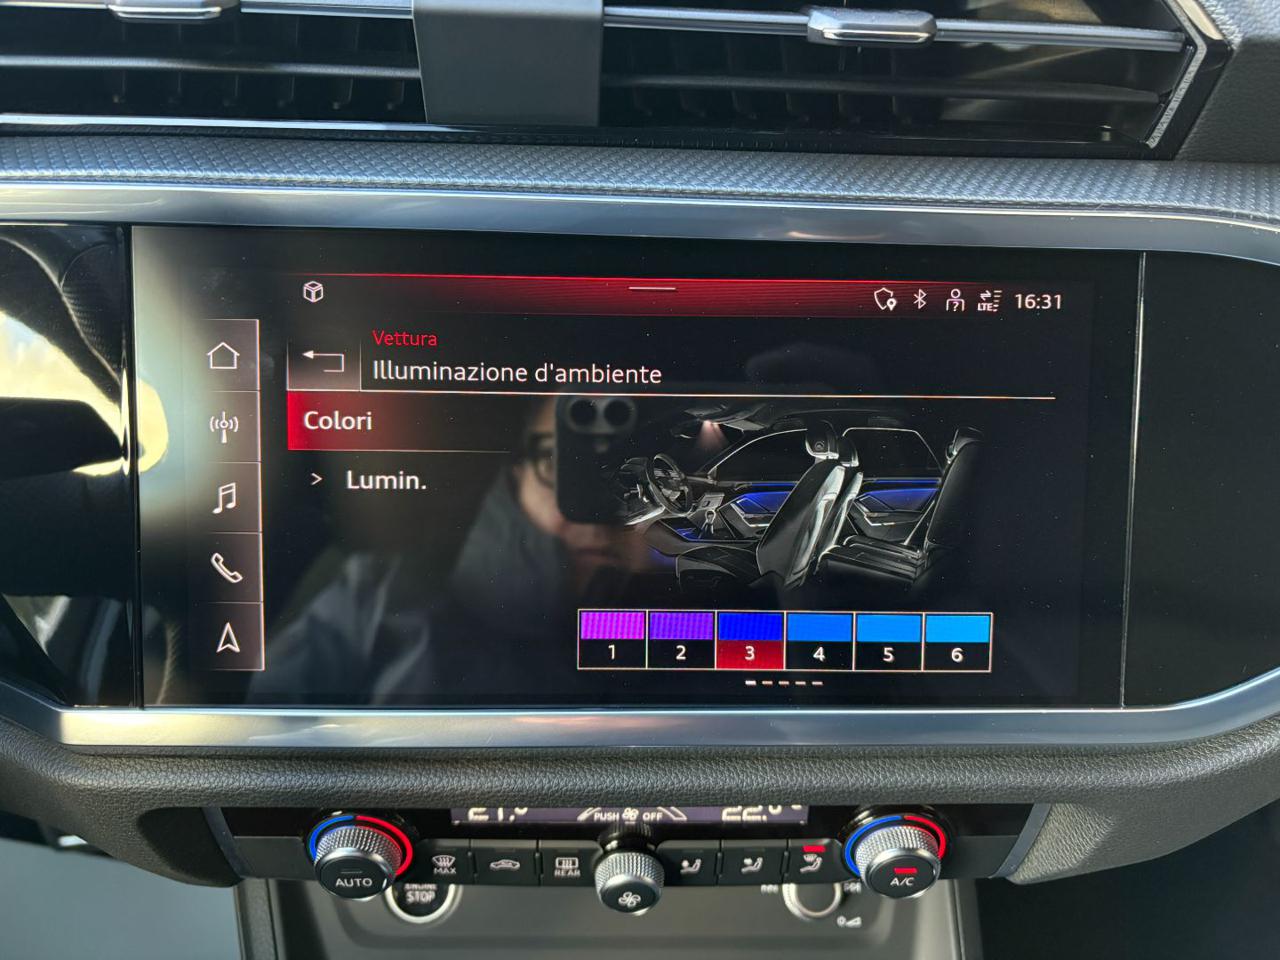 LTE
16:31
Vettura
Illuminazione d'ambiente
Colori
> Lumin.
1 2 3 4 5 6
PUSH OFF
AUTO
MAX
REAR
A/C
ENGINE
STOP